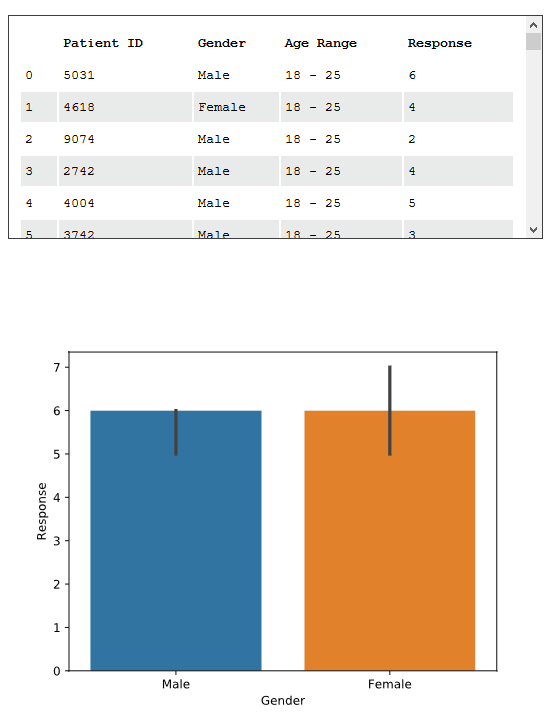 Patient ID Gender Age Range Response
0 5031 Male 18 - 25 6
1 4618 Female 18 - 25 4
2 9074 Male 18 - 25 2
3 2742 Male 18 - 25 4
4 4004 Male 18 - 25 5
5 3742 Male 18 - 25 3
7
6
5
4
3
2
1
0
Response
Male Female
Gender